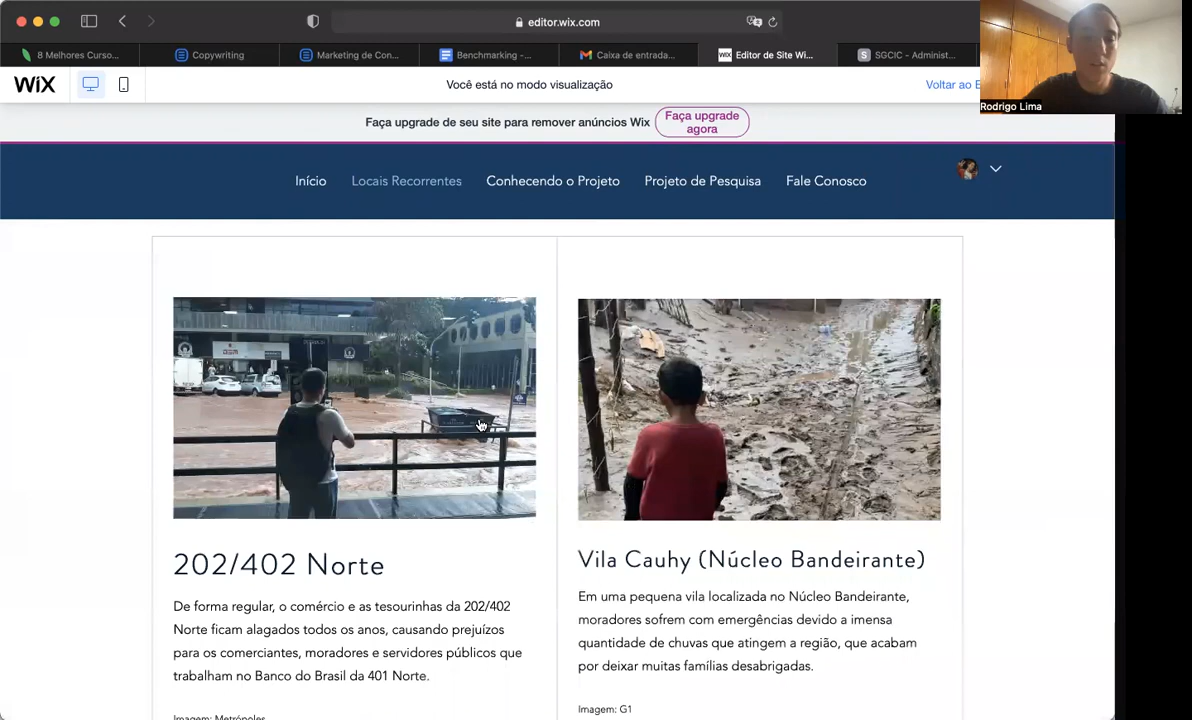 editor.wix.com
8 Melhores Curso...
Copywriting
Marketing de Con...
Benchmarking -...
Caixa de entrada...
WIX
Editor de Site Wi...
S
SGCIC - Administ...
WIX
Você está no modo visualização
Voltar ao E
Rodrigo Lima
Faça upgrade de seu site para remover anúncios Wix
Faça upgrade
agora
Início
Locais Recorrentes
Conhecendo o Projeto
Projeto de Pesquisa
Fale Conosco
202/402 Norte
De forma regular, o comércio e as tesourinhas da 202/402
Norte ficam alagados todos os anos, causando prejuízos
para os comerciantes, moradores e servidores públicos que
trabalham no Banco do Brasil da 401 Norte.
Imagem: Metrópoles
Vila Cauhy (Núcleo Bandeirante)
Em uma pequena vila localizada no Núcleo Bandeirante,
moradores sofrem com emergências devido a imensa
quantidade de chuvas que atingem a região, que acabam
por deixar muitas famílias desabrigadas.
Imagem: G1